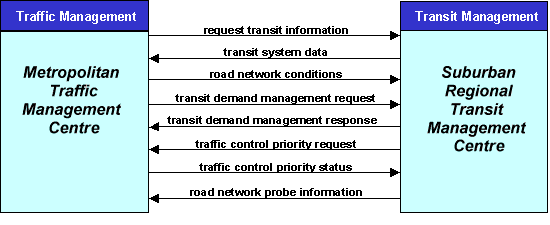 Traffic Management
Transit Management
request transit information
transit system data
road network conditions
transit demand management request
transit demand management response
traffic control priority request
traffic control priority status
road network probe information
Metropolitan
Traffic
Management
Centre
Suburban
Regional
Transit
Management
Centre